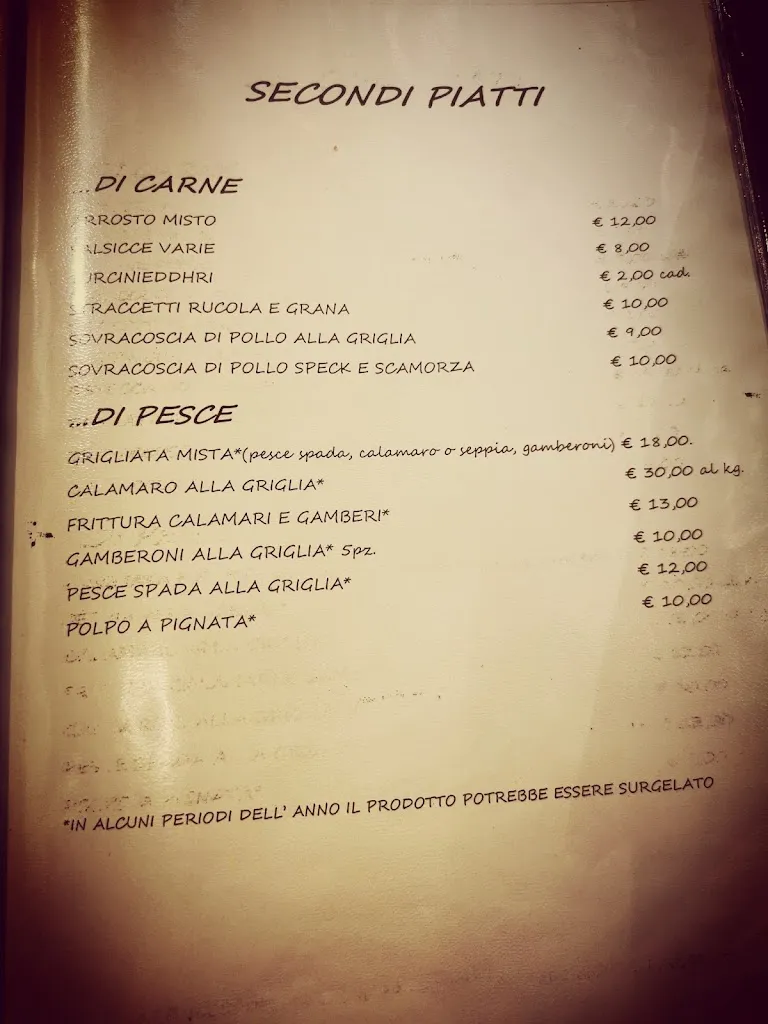 SECONDI PIATTI
...DI CARNE
ARROSTO MISTO € 12,00
SALSICCE VARIE € 8,00
TURCINIEDDHRI € 2,00 cad.
STRACCETTI RUCOLA E GRANA € 10,00
SOVRACOSCIA DI POLLO ALLA GRIGLIA € 9,00
SOVRACOSCIA DI POLLO SPECK E SCAMORZA € 10,00
...DI PESCE
GRIGLIATA MISTA*(pesce spada, calamaro o seppia, gamberoni) € 18,00.
CALAMARO ALLA GRIGLIA* € 30,00 al kg.
FRITTURA CALAMARI E GAMBERI* € 13,00
GAMBERONI ALLA GRIGLIA* 5pz. € 10,00
PESCE SPADA ALLA GRIGLIA* € 12,00
POLPO A PIGNATA* € 10,00
*IN ALCUNI PERIODI DELL' ANNO IL PRODOTTO POTREBBE ESSERE SURGELATO